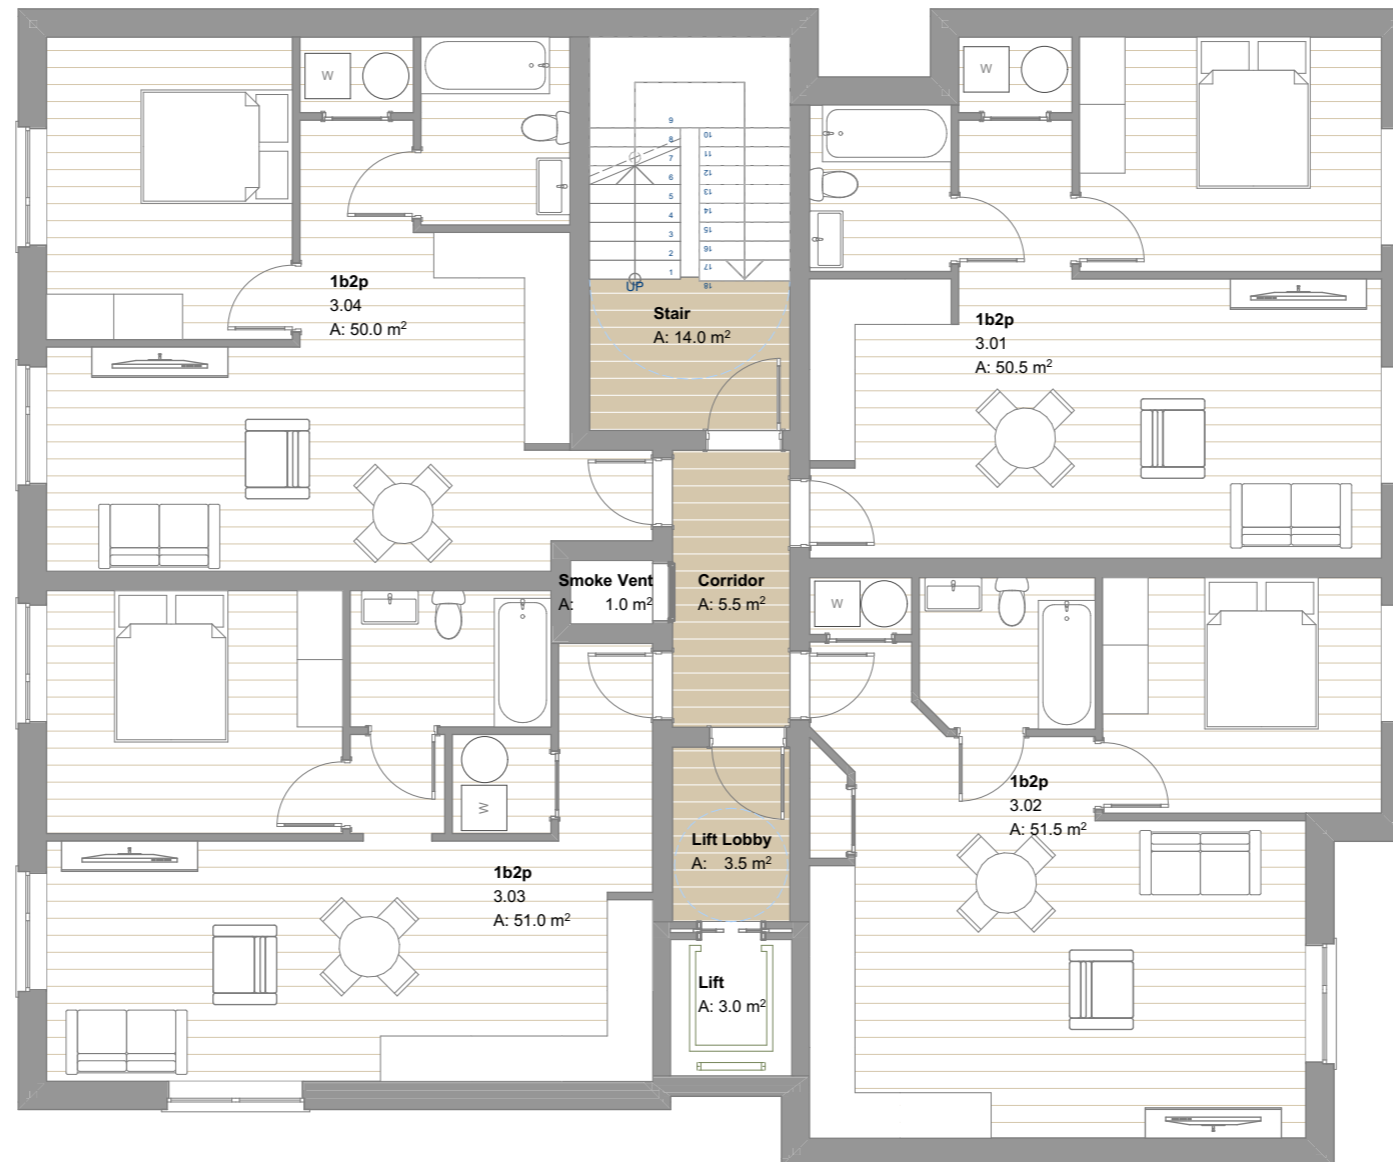 W
W
9
8
7
6
5
4
3
2
1
10
11
12
13
14
15
16
17
18
UP
1b2p
3.04
A: 50.0 m²
Stair
A: 14.0 m²
1b2p
3.01
A: 50.5 m²
Smoke Vent
A: 1.0 m²
Corridor
A: 5.5 m²
W
W
1b2p
3.02
A: 51.5 m²
Lift Lobby
A: 3.5 m²
1b2p
3.03
A: 51.0 m²
Lift
A: 3.0 m²